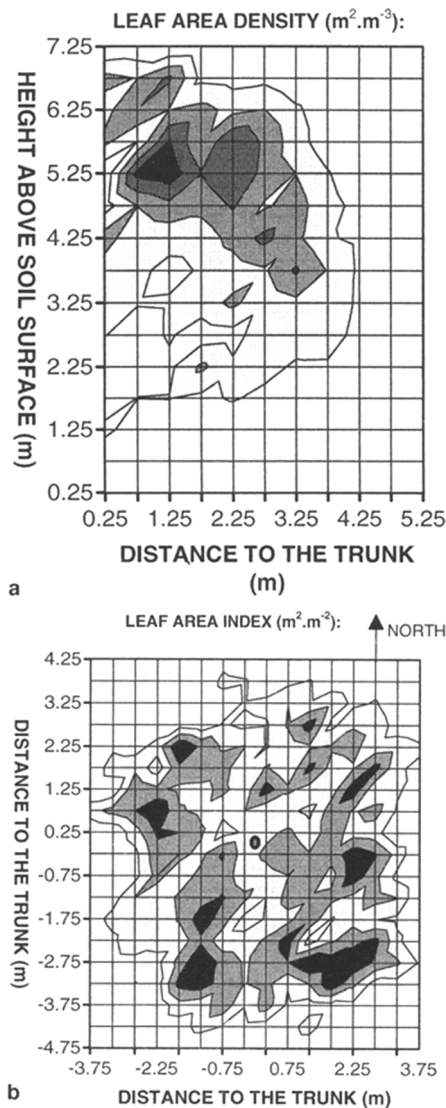 LEAF AREA DENSITY (m².m⁻³):
7.25
6.25
5.25
4.25
3.25
2.25
1.25
0.25
HEIGHT ABOVE SOIL SURFACE (m)
0.25 1.25 2.25 3.25 4.25 5.25
DISTANCE TO THE TRUNK
(m)
a
LEAF AREA INDEX (m².m⁻²):
NORTH
4.25
3.25
2.25
1.25
0.25
-0.75
-1.75
-2.75
-3.75
-4.75
DISTANCE TO THE TRUNK (m)
-3.75 -2.25 -0.75 0.75 2.25 3.75
DISTANCE TO THE TRUNK (m)
b